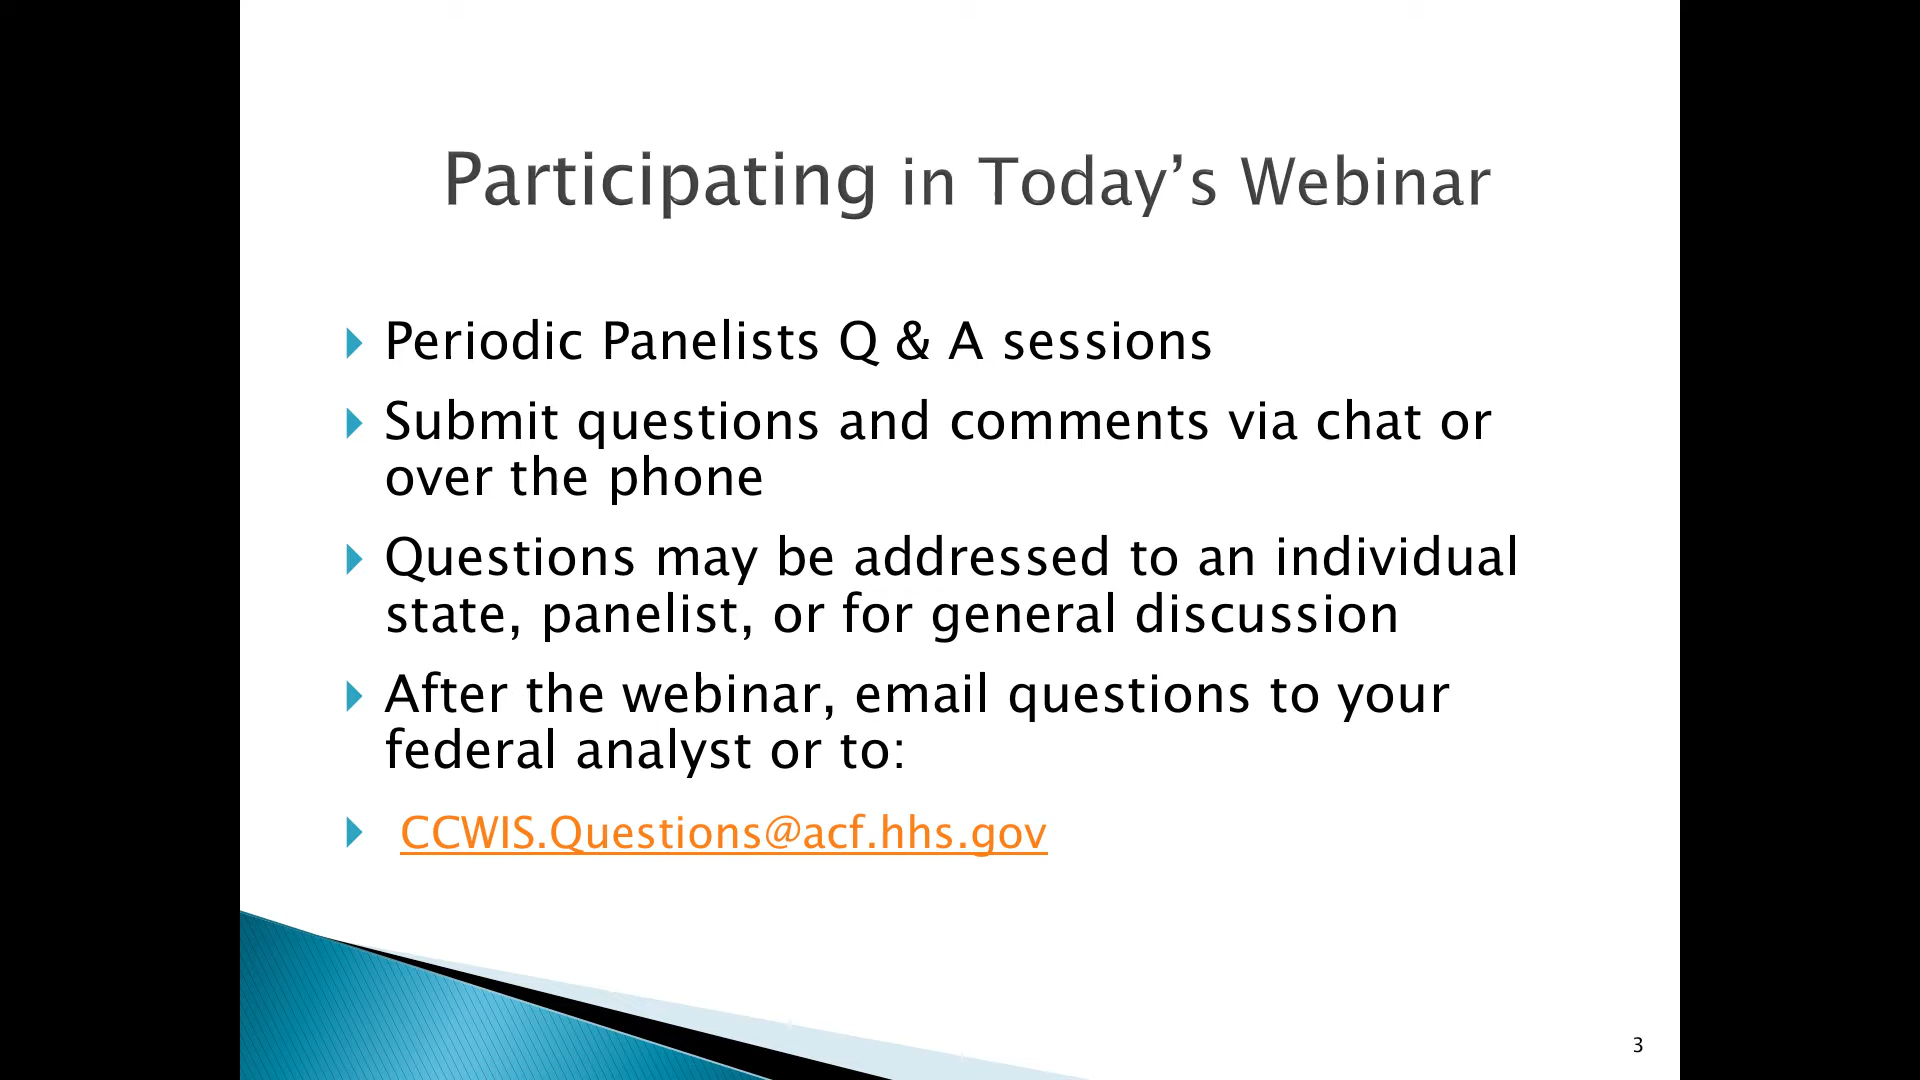 Participating in Today’s Webinar
Periodic Panelists Q & A sessions
Submit questions and comments via chat or
over the phone
Questions may be addressed to an individual
state, panelist, or for general discussion
After the webinar, email questions to your
federal analyst or to:
CCWIS.Questions@acf.hhs.gov
3